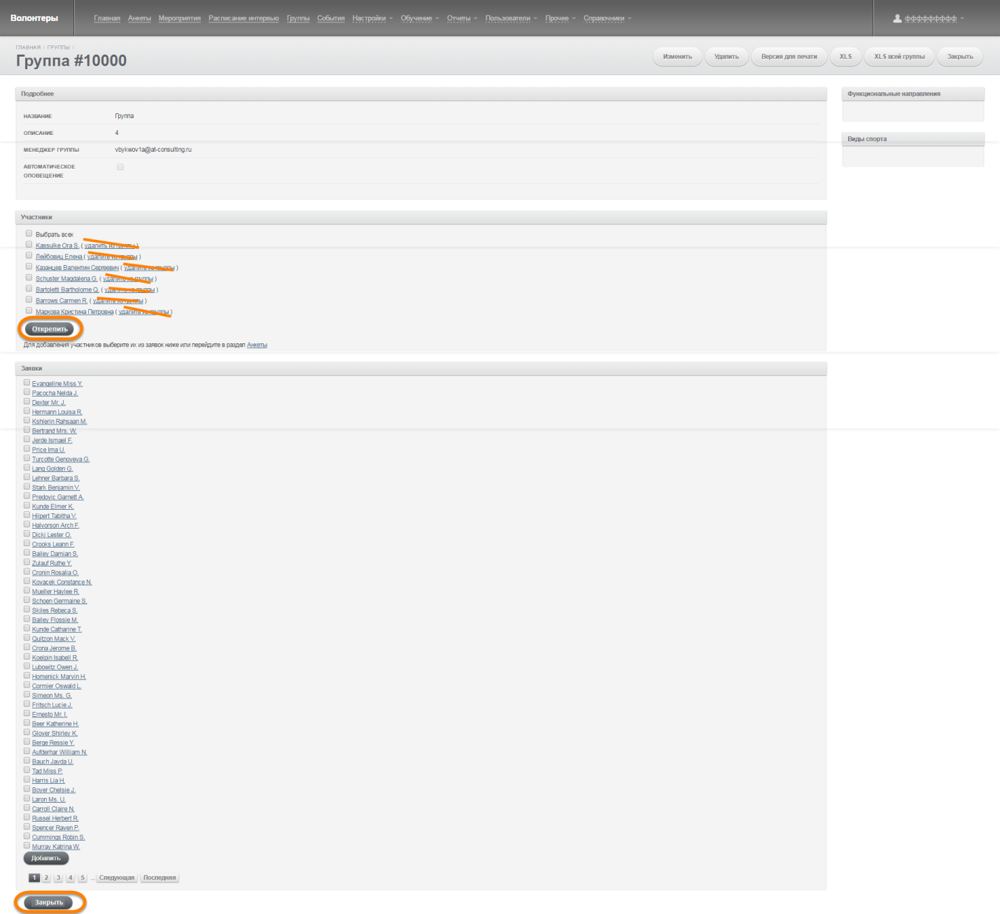 Волонтеры Главная Анкеты Мероприятия Расписание интервью Группы События Настройки Обучение Отчеты Пользователи Прочее Справочники ффффффффф
ГЛАВНАЯ / ГРУППЫ /
Группа #10000
Изменить Удалить Версия для печати XLS XLS всей группы Закрыть
Подробнее
НАЗВАНИЕ Группа
ОПИСАНИЕ 4
МЕНЕДЖЕР ГРУППЫ vbykwov1a@at-consulting.ru
АВТОМАТИЧЕСКОЕ
ОПОВЕЩЕНИЕ
Функциональные направления
Виды спорта
Участники
Выбрать всех
Kassulke Ora S. ( удалить из группы )
Лейбовиц Елена ( удалить из группы )
Казанцев Валентин Сергеевич ( удалить из группы )
Schuster Magdalena G. ( удалить из группы )
Bartoletti Bartholome Q. ( удалить из группы )
Barrows Carmen R. ( удалить из группы )
Маркова Кристина Петровна ( удалить из группы )
Открепить
Для добавления участников выберите их из заявок ниже или перейдите в раздел Анкеты
Заявки
Evangeline Miss Y.
Pacocha Nelda J.
Dexter Mr. J.
Hermann Louisa R.
Kshlerin Rahsaan M.
Bertrand Mrs. W.
Jerde Ismael F.
Price Ima U.
Turcotte Genoveva G.
Lang Golden G.
Lehner Barbara S.
Stark Benjamin V.
Predovic Garnett A.
Kunde Elmer K.
Hilpert Tabitha V.
Halvorson Arch F.
Dicki Lester O.
Crooks Leann F.
Bailey Damian S.
Zulauf Ruthe Y.
Cronin Rosalia O.
Kovacek Constance N.
Mueller Haylee R.
Schoen Germaine S.
Skiles Rebeca S.
Bailey Flossie M.
Kunde Catharine T.
Quitzon Mack V.
Crona Jerome B.
Koelpin Isabell R.
Lubowitz Owen J.
Homenick Marvin H.
Cormier Oswald L.
Simeon Ms. G.
Fritsch Lucie J.
Ernesto Mr. I.
Beer Katherine H.
Glover Shirley K.
Berge Ressie Y.
Aufderhar William N.
Bauch Jayda U.
Tad Miss P.
Harris Lia H.
Boyer Chelsie J.
Laron Ms. U.
Carroll Claire N.
Russel Herbert R.
Spencer Raven P.
Cummings Robin S.
Murray Katrina W.
Добавить
1 2 3 4 5 ... Следующая Последняя
Закрыть